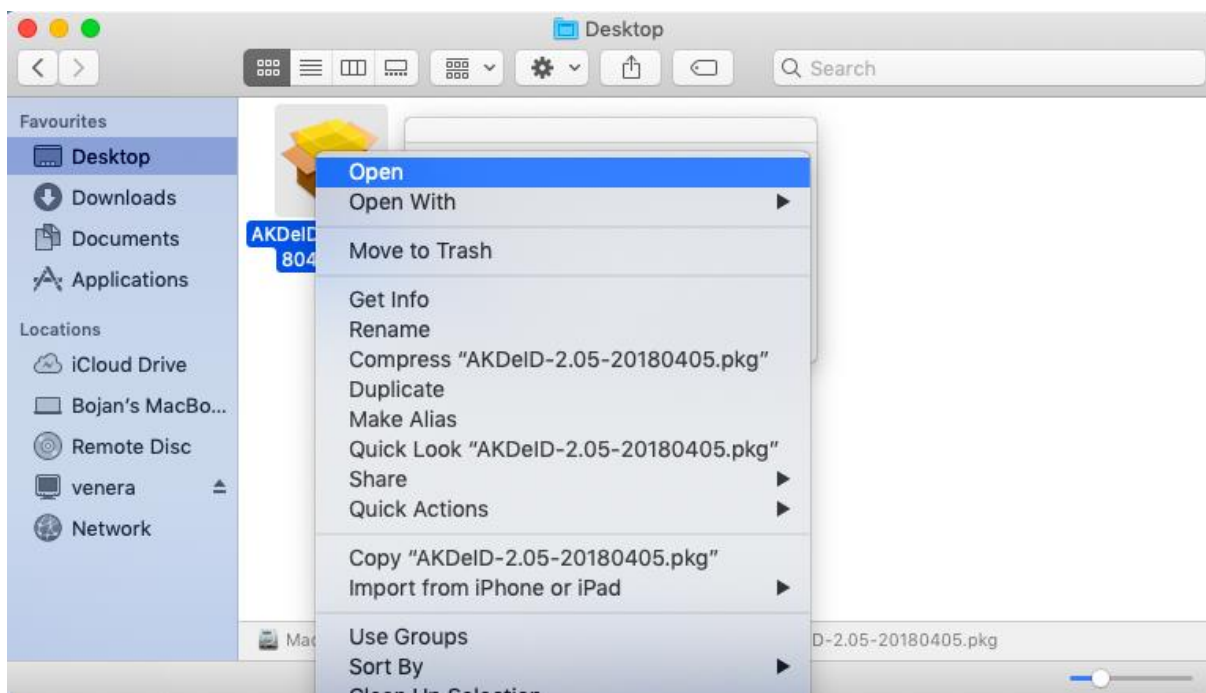 Desktop
Search
Favourites
Desktop
Downloads
Documents
Applications
Locations
iCloud Drive
Bojan's MacBo...
Remote Disc
venera
Network
AKDeID
804
Open
Open With
Move to Trash
Get Info
Rename
Compress “AKDeID-2.05-20180405.pkg”
Duplicate
Make Alias
Quick Look “AKDeID-2.05-20180405.pkg”
Share
Quick Actions
Copy “AKDeID-2.05-20180405.pkg”
Import from iPhone or iPad
Use Groups
Sort By
Clean Up Selection
Mac
D-2.05-20180405.pkg